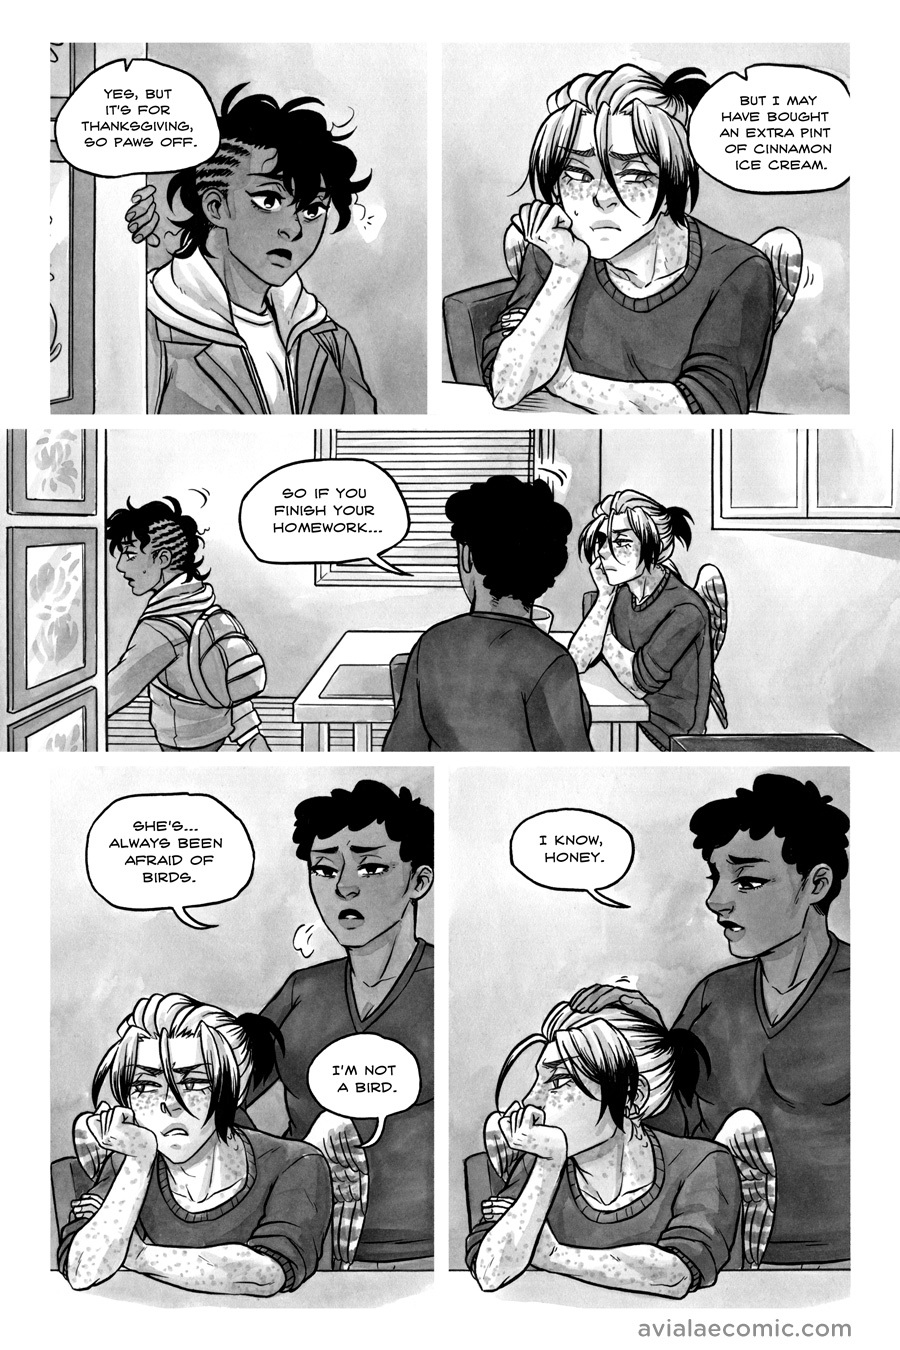 YES, BUT
IT'S FOR
THANKSGIVING,
SO PAWS OFF.
BUT I MAY
HAVE BOUGHT
AN EXTRA PINT
OF CINNAMON
ICE CREAM.
SO IF YOU
FINISH YOUR
HOMEWORK...
SHE'S...
ALWAYS BEEN
AFRAID OF
BIRDS.
I'M NOT
A BIRD.
I KNOW,
HONEY.
avialaecomic.com